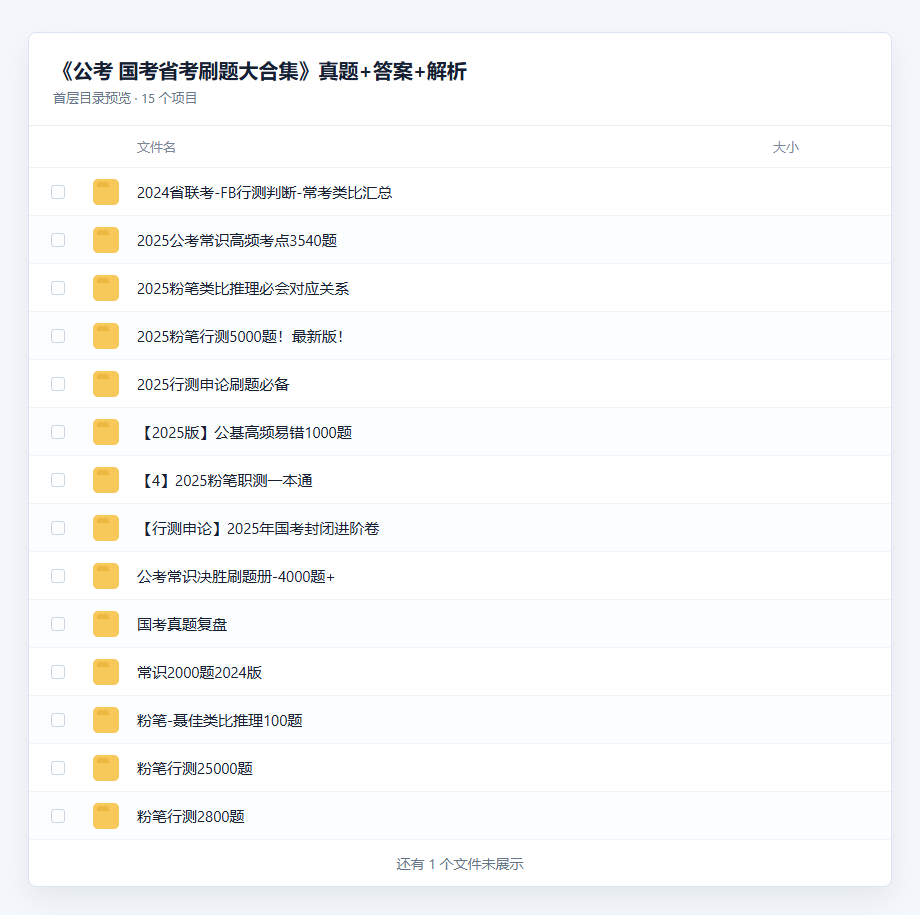 《公考 国考省考刷题大合集》真题+答案+解析
首层目录预览 · 15 个项目
文件名 大小
2024省联考-FB行测判断-常考类比汇总
2025公考常识高频考点3540题
2025粉笔类比推理必会对应关系
2025粉笔行测5000题！最新版！
2025行测申论刷题必备
【2025版】公基高频易错1000题
【4】2025粉笔职测一本通
【行测申论】2025年国考封闭进阶卷
公考常识决胜刷题册-4000题+
国考真题复盘
常识2000题2024版
粉笔-聂佳类比推理100题
粉笔行测25000题
粉笔行测2800题
还有 1 个文件未展示